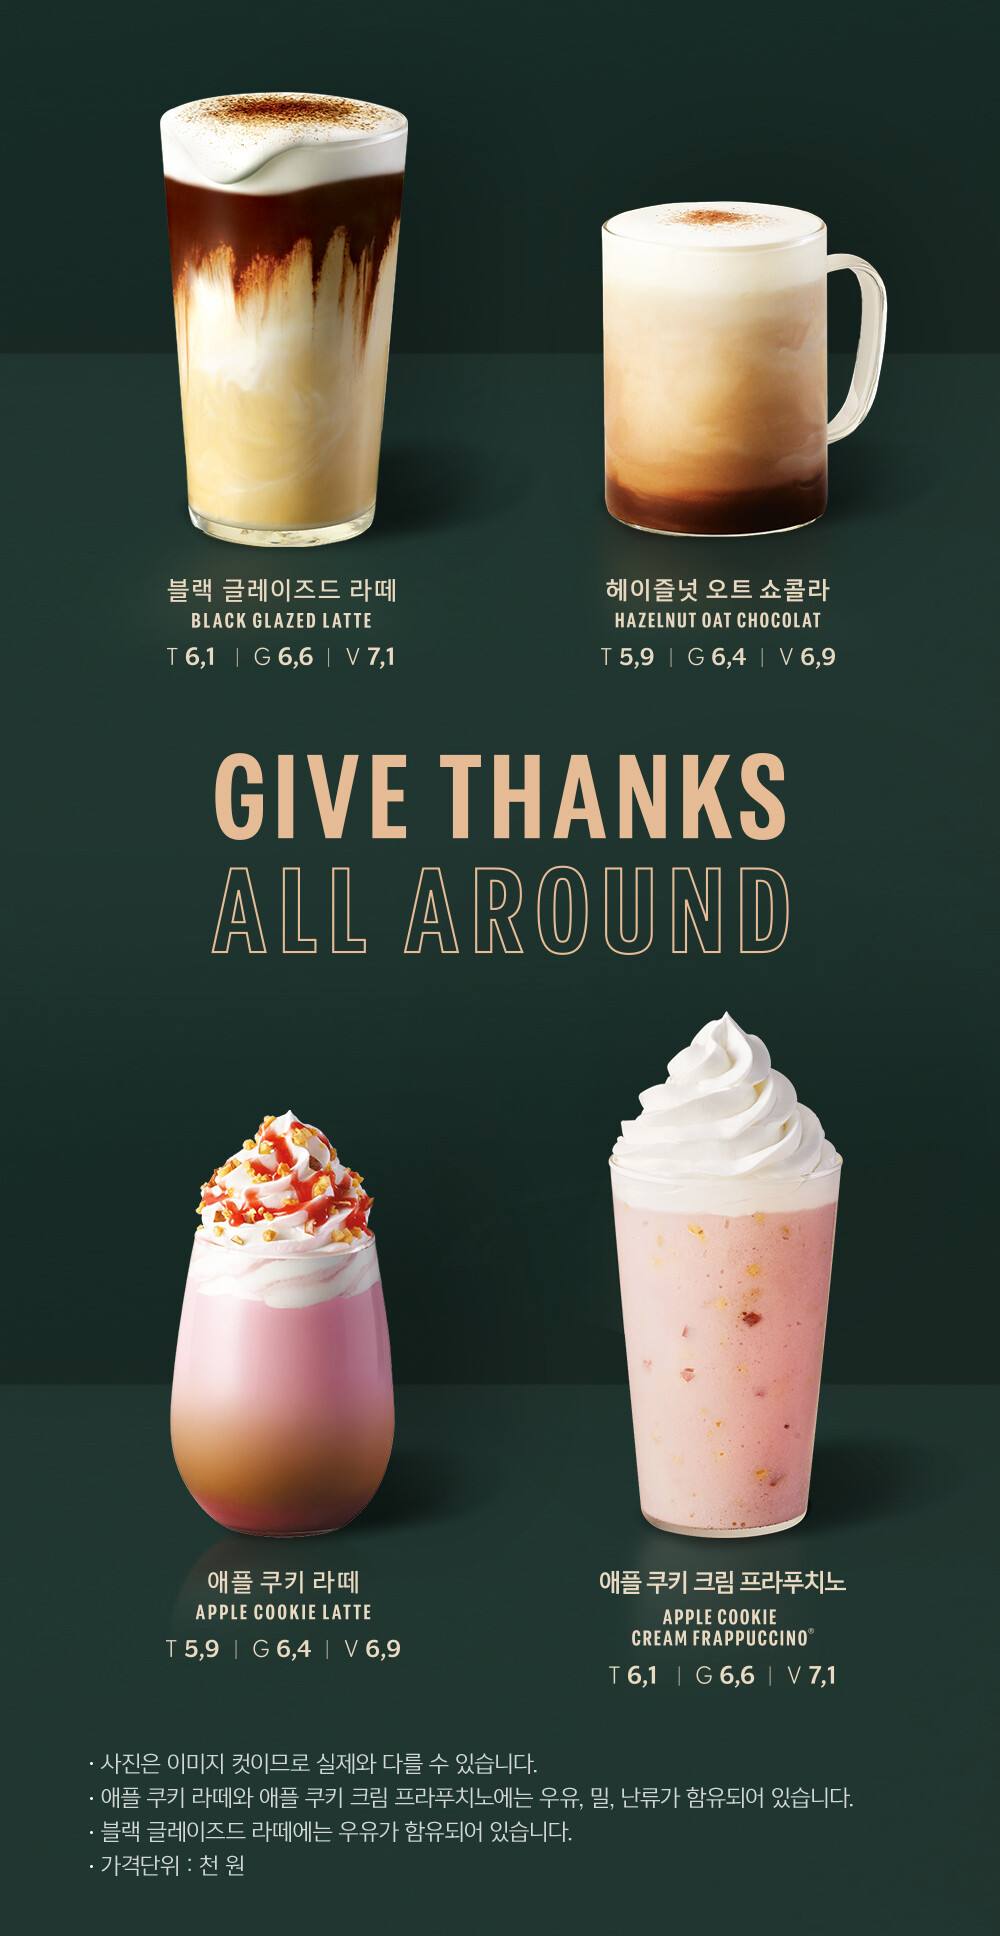 블랙 글레이즈드 라떼
BLACK GLAZED LATTE
T 6,1 | G 6,6 | V 7,1
헤이즐넛 오트 쇼콜라
HAZELNUT OAT CHOCOLAT
T 5,9 | G 6,4 | V 6,9
GIVE THANKS
ALL AROUND
애플 쿠키 라떼
APPLE COOKIE LATTE
T 5,9 | G 6,4 | V 6,9
애플 쿠키 크림 프라푸치노
APPLE COOKIE
CREAM FRAPPUCCINO®
T 6,1 | G 6,6 | V 7,1
· 사진은 이미지 컷이므로 실제와 다를 수 있습니다.
· 애플 쿠키 라떼와 애플 쿠키 크림 프라푸치노에는 우유, 밀, 난류가 함유되어 있습니다.
· 블랙 글레이즈드 라떼에는 우유가 함유되어 있습니다.
· 가격단위 : 천 원